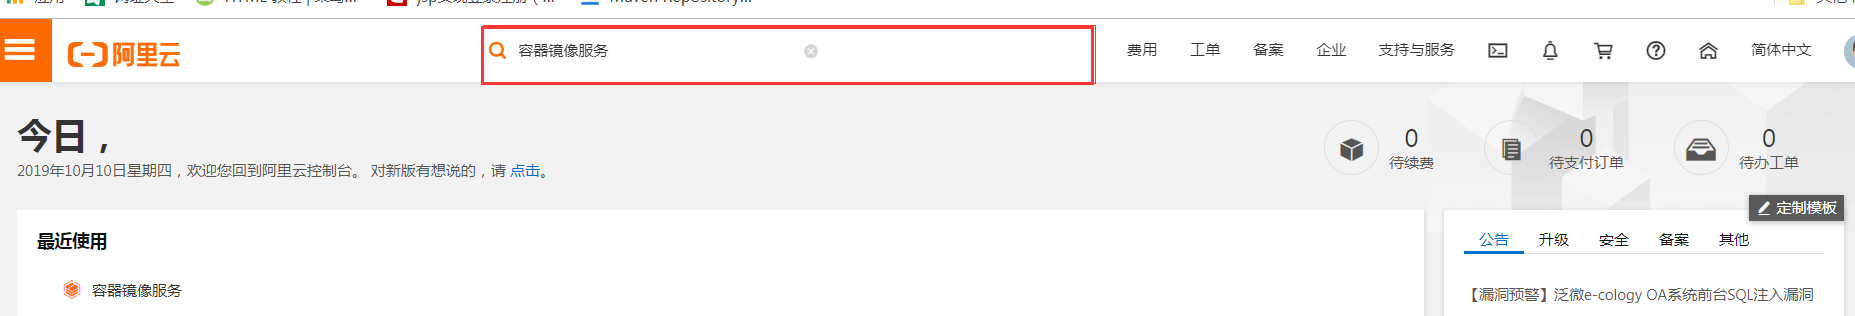 应用
容器镜像服务
费用 工单 备案 企业 支持与服务 简体中文
阿里云
今日，
2019年10月10日星期四，欢迎您回到阿里云控制台。 对新版有想说的，请 点击。
0 待续费
0 待支付订单
0 待办工单
定制模板
最近使用
容器镜像服务
公告 升级 安全 备案 其他
【漏洞预警】泛微e-cology OA系统前台SQL注入漏洞